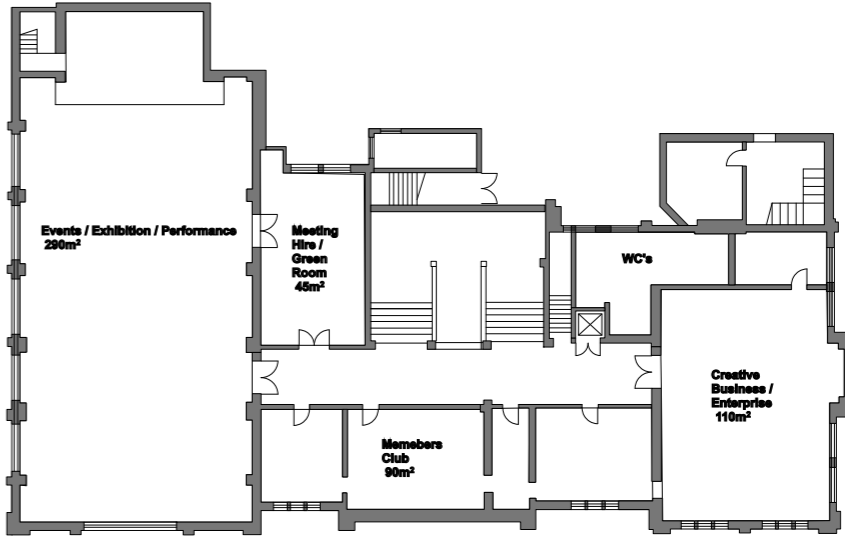 Events / Exhibition / Performance
290m²
Meeting
Hire /
Green
Room
45m²
WC's
Creative
Business /
Enterprise
110m²
Memebers
Club
90m²